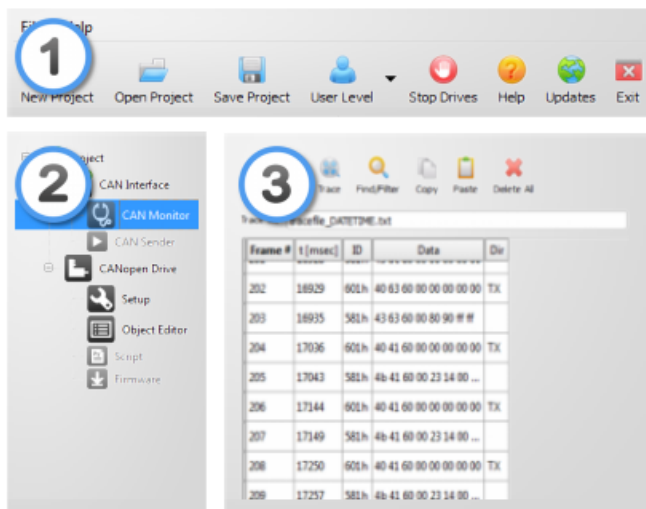 1
New Project Open Project Save Project User Level Stop Drives Help Updates Exit
2
CAN Interface
CAN Monitor
CAN Sender
CANopen Drive
Setup
Object Editor
Script
Firmware
3
Trace Find/Filter Copy Paste Delete All
tracefile_DATETIME.txt
Frame # t [msec] ID Data Dir
202 16929 601h 40 63 60 00 00 00 00 00 TX
203 16935 581h 43 63 60 00 80 90 ff ff
204 17036 601h 40 41 60 00 00 00 00 00 TX
205 17043 581h 4b 41 60 00 23 14 00 ...
206 17144 601h 40 41 60 00 00 00 00 00 TX
207 17149 581h 4b 41 60 00 23 14 00 ...
208 17250 601h 40 41 60 00 00 00 00 00 TX
209 17257 581h 4b 41 60 00 23 14 00 ...